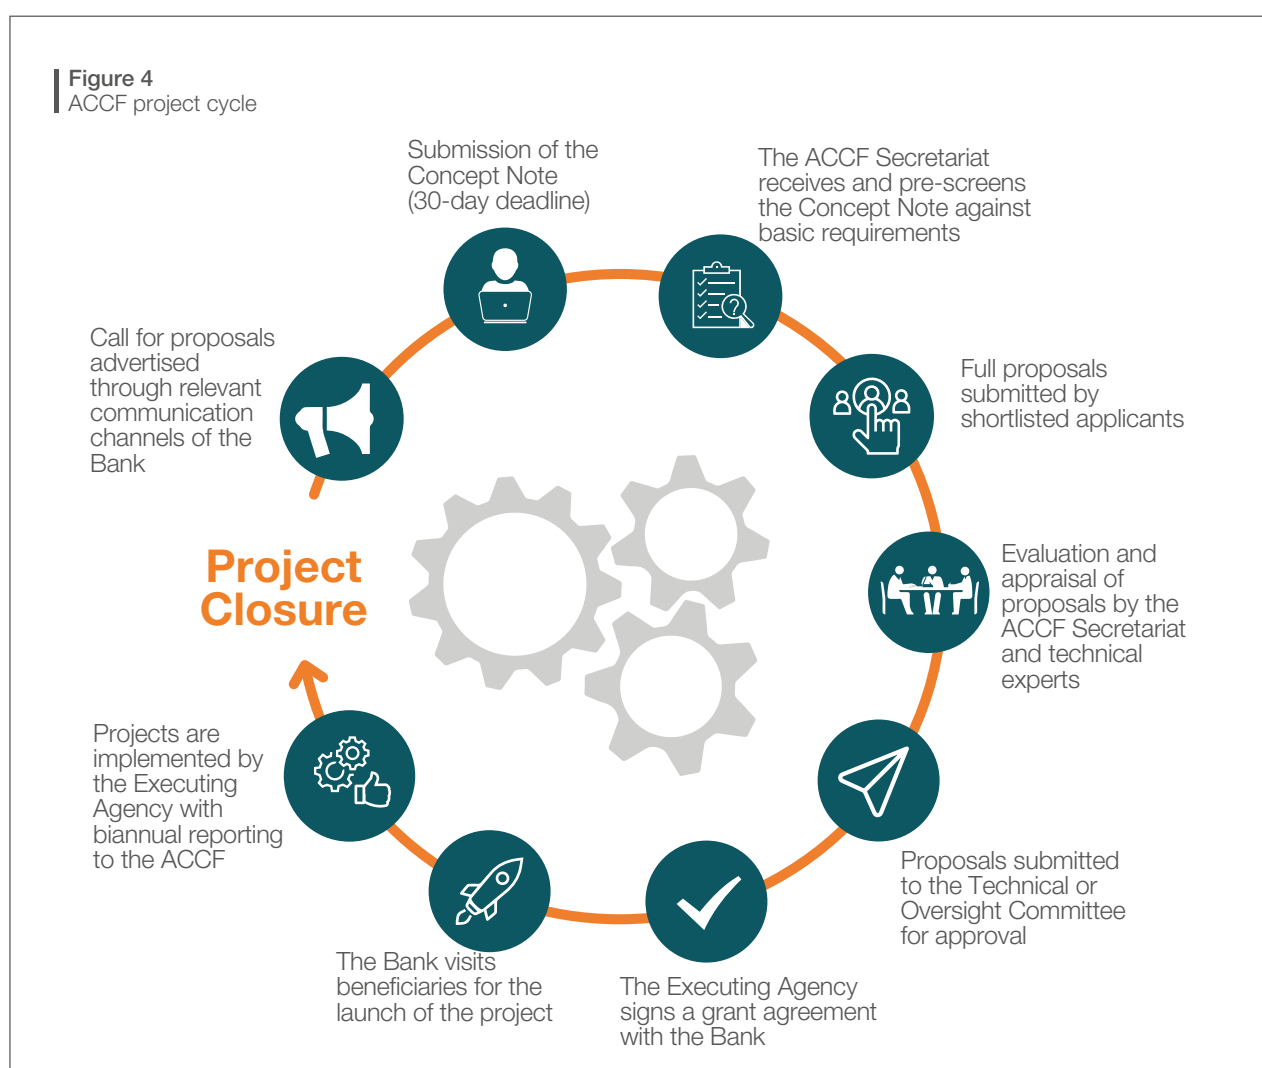 Figure 4
ACCF project cycle
Submission of the
Concept Note
(30-day deadline)
The ACCF Secretariat
receives and pre-screens
the Concept Note against
basic requirements
Call for proposals
advertised
through relevant
communication
channels of the
Bank
Full proposals
submitted by
shortlisted applicants
Project
Closure
Evaluation and
appraisal of
proposals by the
ACCF Secretariat
and technical
experts
Projects are
implemented by
the Executing
Agency with
biannual reporting
to the ACCF
Proposals submitted
to the Technical or
Oversight Committee
for approval
The Bank visits
beneficiaries for the
launch of the project
The Executing Agency
signs a grant agreement
with the Bank